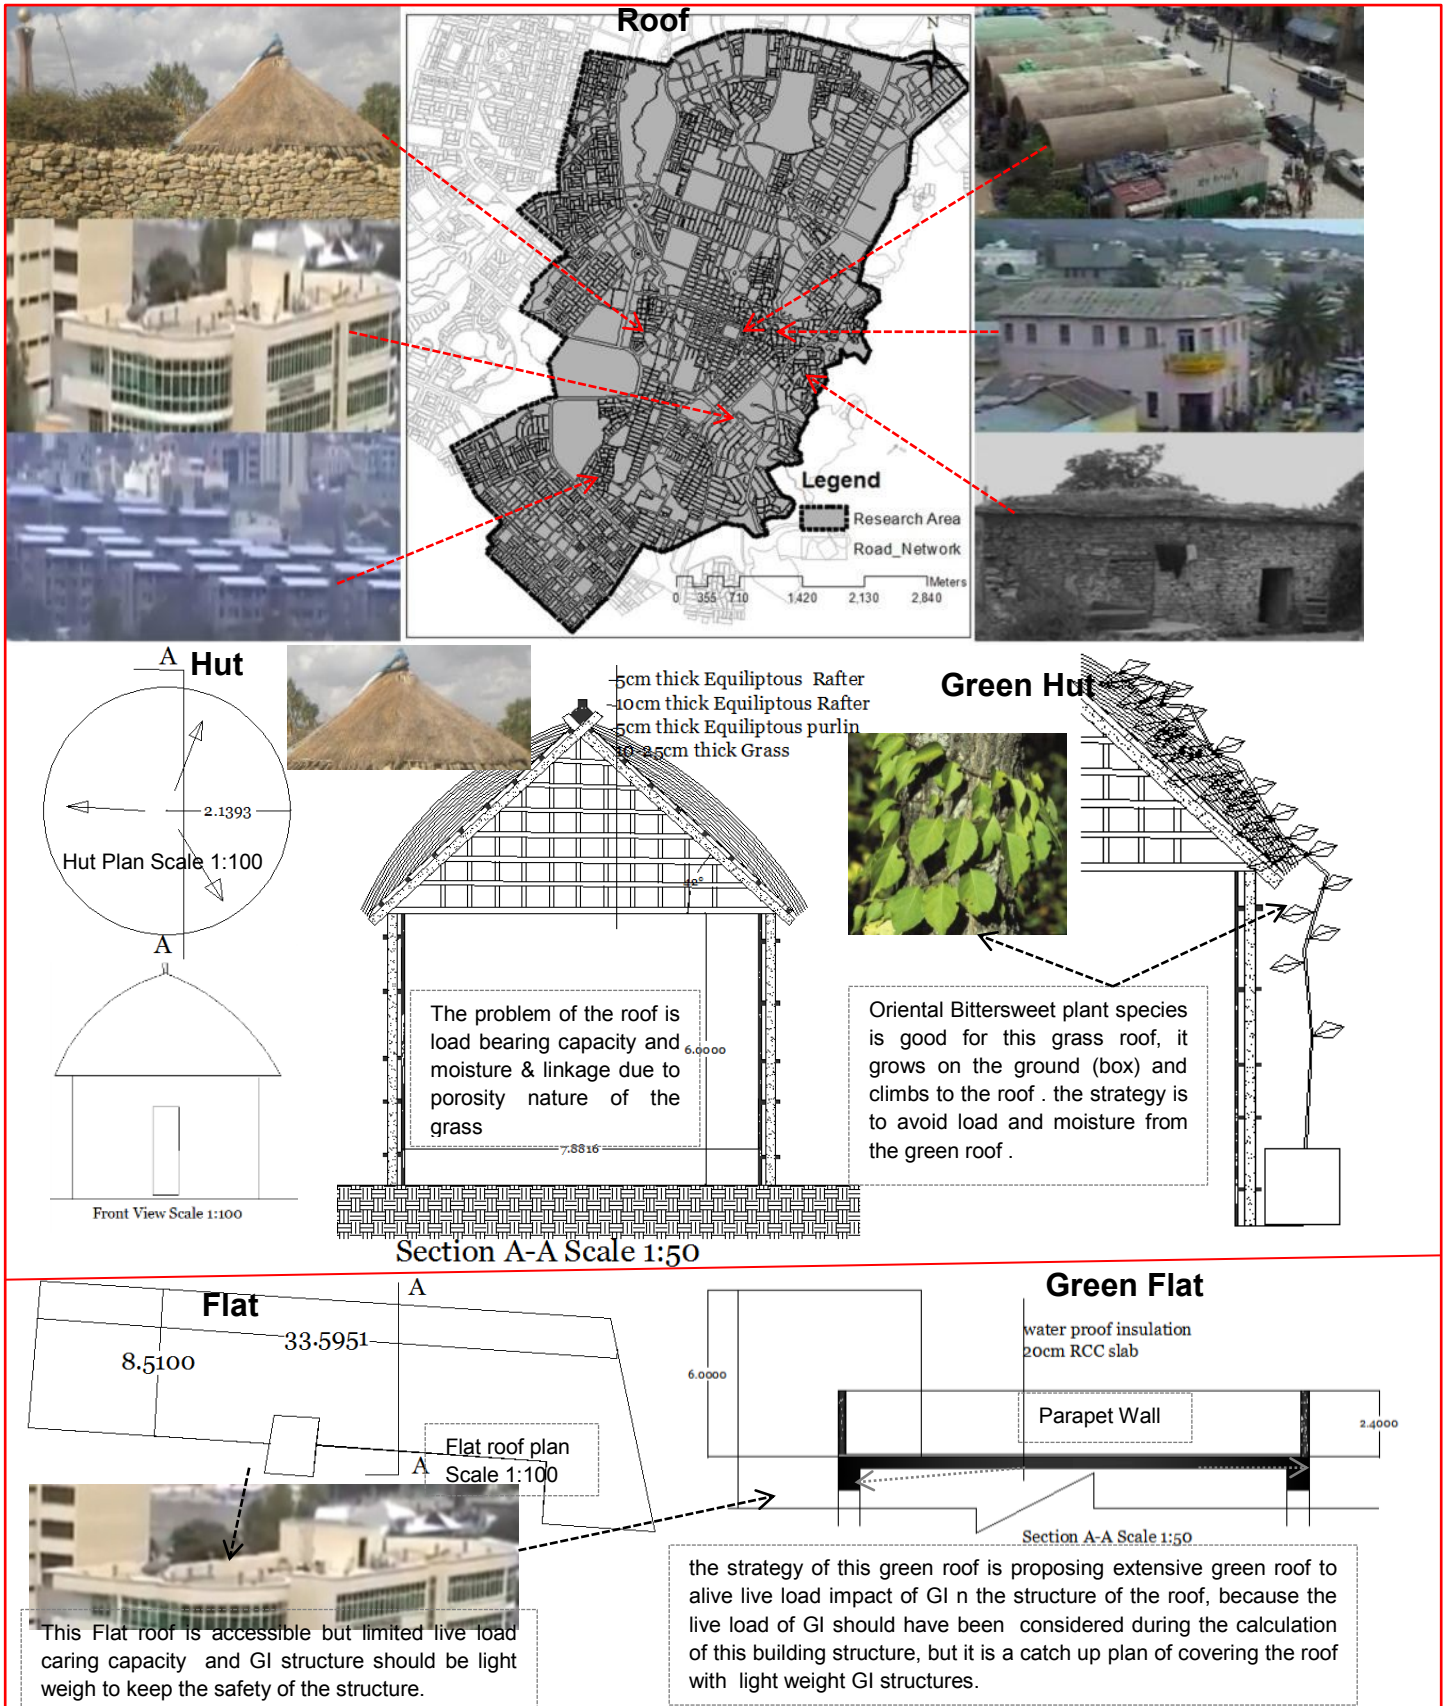 Roof
N
Legend
Research Area
Road_Network
Meters
0 355 710 1,420 2,130 2,840
A
Hut
2.1393
Hut Plan Scale 1:100
A
Front View Scale 1:100
5cm thick Equiliptous Rafter
10cm thick Equiliptous Rafter
5cm thick Equiliptous purlin
10-25cm thick Grass
42°
The problem of the roof is
load bearing capacity and
moisture & linkage due to
porosity nature of the
grass
6.0000
7.8816
Section A-A Scale 1:50
Green Hut
Oriental Bittersweet plant species
is good for this grass roof, it
grows on the ground (box) and
climbs to the roof . the strategy is
to avoid load and moisture from
the green roof .
Flat
A
33.5951
8.5100
A
Flat roof plan
Scale 1:100
This Flat roof is accessible but limited live load
caring capacity and GI structure should be light
weigh to keep the safety of the structure.
Green Flat
water proof insulation
20cm RCC slab
6.0000
Parapet Wall
2.4000
Section A-A Scale 1:50
the strategy of this green roof is proposing extensive green roof to
alive live load impact of GI n the structure of the roof, because the
live load of GI should have been considered during the calculation
of this building structure, but it is a catch up plan of covering the roof
with light weight GI structures.